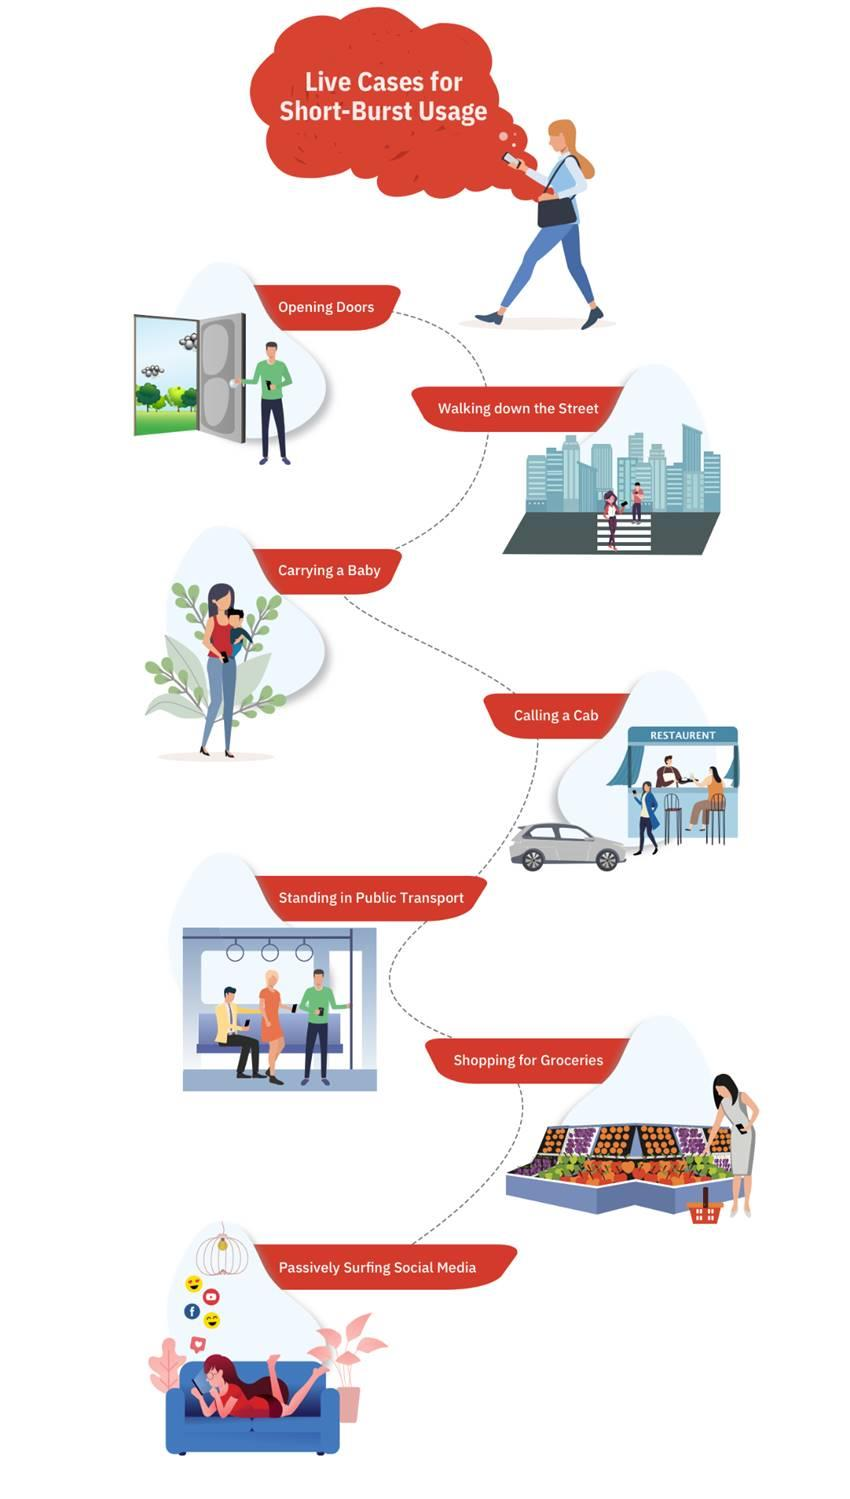 Live Cases for
Short-Burst Usage
Opening Doors
Walking down the Street
Carrying a Baby
Calling a Cab
RESTAURENT
Standing in Public Transport
Shopping for Groceries
Passively Surfing Social Media
f